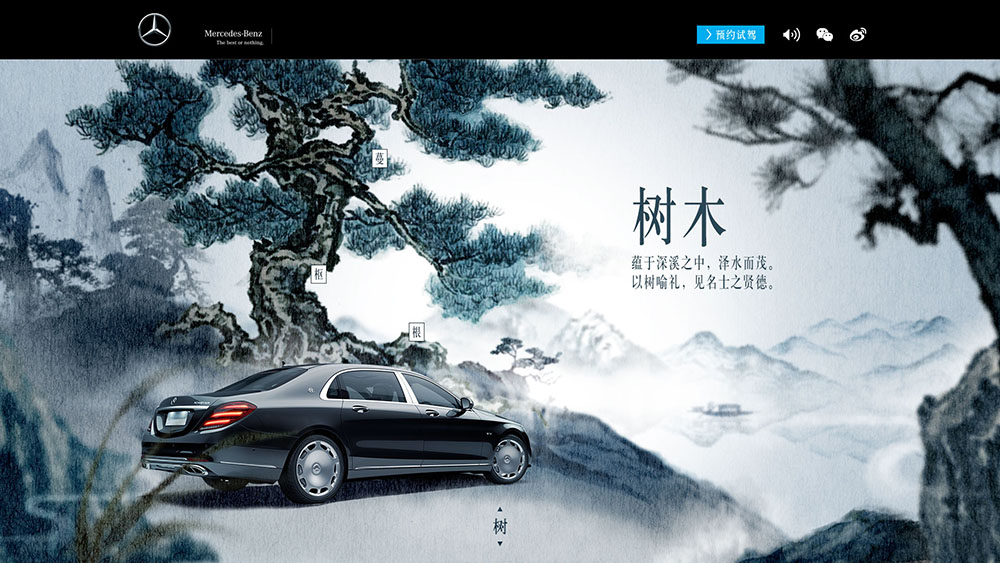 Mercedes-Benz
The best or nothing.
预约试驾
蔓
枢
根
树木
蕴于深溪之中，泽水而茂。
以树喻礼，见名士之贤德。
树